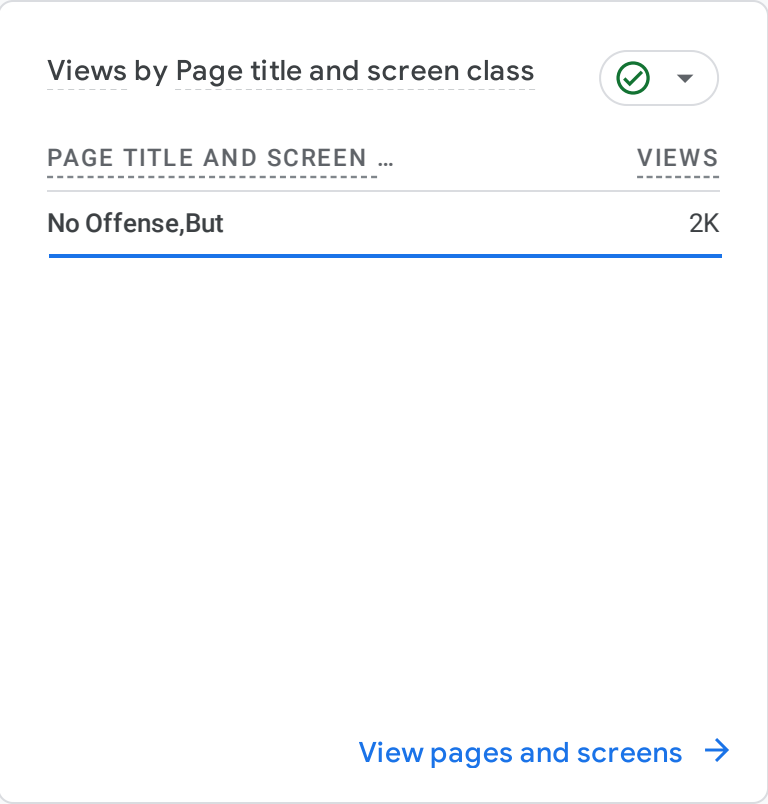 Views by Page title and screen class
PAGE TITLE AND SCREEN … VIEWS
No Offense,But 2K
View pages and screens